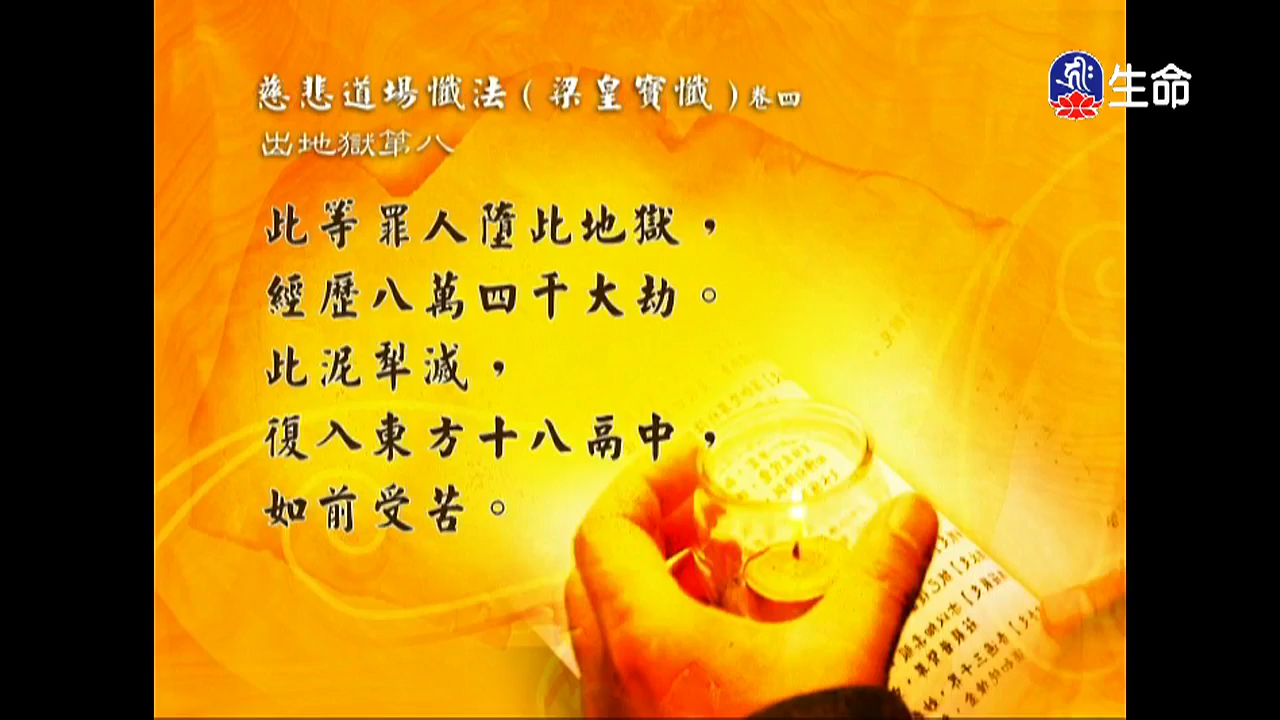 慈悲道場懺法（梁皇寶懺）卷四
出地獄第八
生命
此等罪人墮此地獄，
經歷八萬四千大劫。
此泥犁滅，
復入東方十八鬲中，
如前受苦。